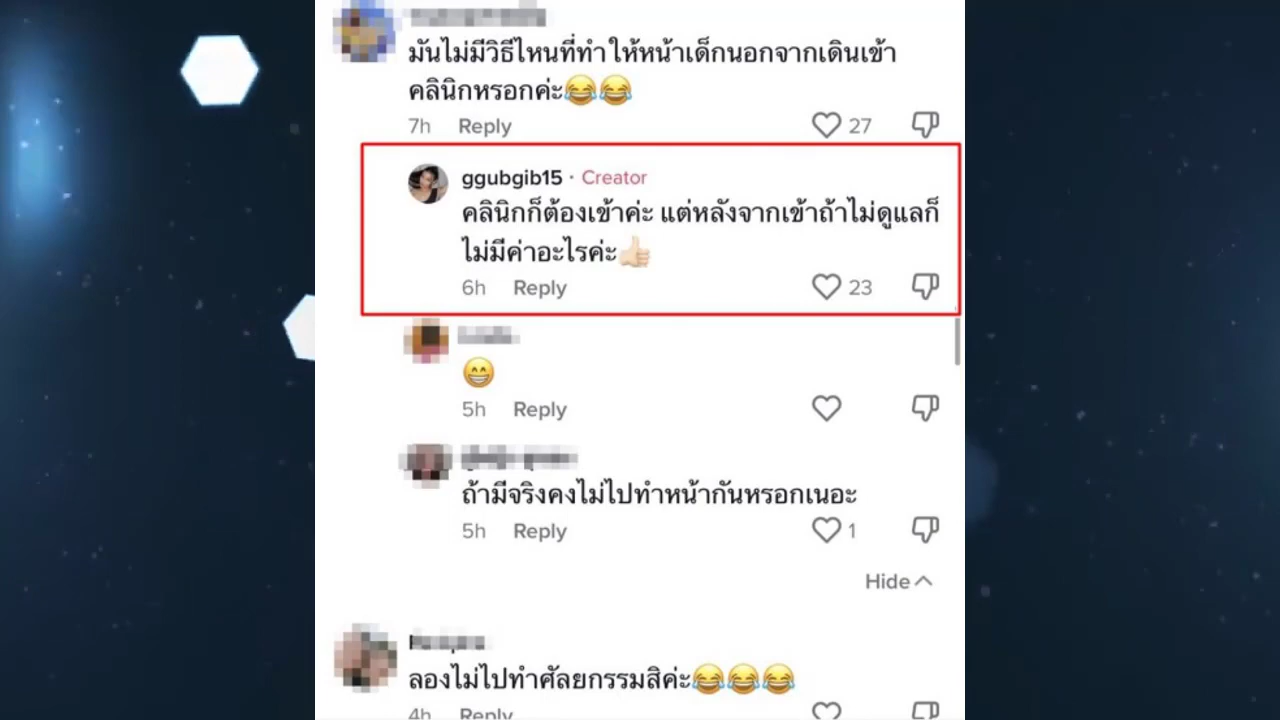 มันไม่มีวิธีไหนที่ทำให้หน้าเด็กนอกจากเดินเข้า
คลินิกหรอกค่ะ😂😂
7h Reply 27
ggubgib15 · Creator
คลินิกก็ต้องเข้าค่ะ แต่หลังจากเข้าถ้าไม่ดูแลก็
ไม่มีค่าอะไรค่ะ👍🏻
6h Reply 23
😁
5h Reply
ถ้ามีจริงคงไม่ไปทำหน้ากันหรอกเนอะ
5h Reply 1
Hide
ลองไม่ไปทำศัลยกรรมสิค่ะ😂😂😂
4h Reply